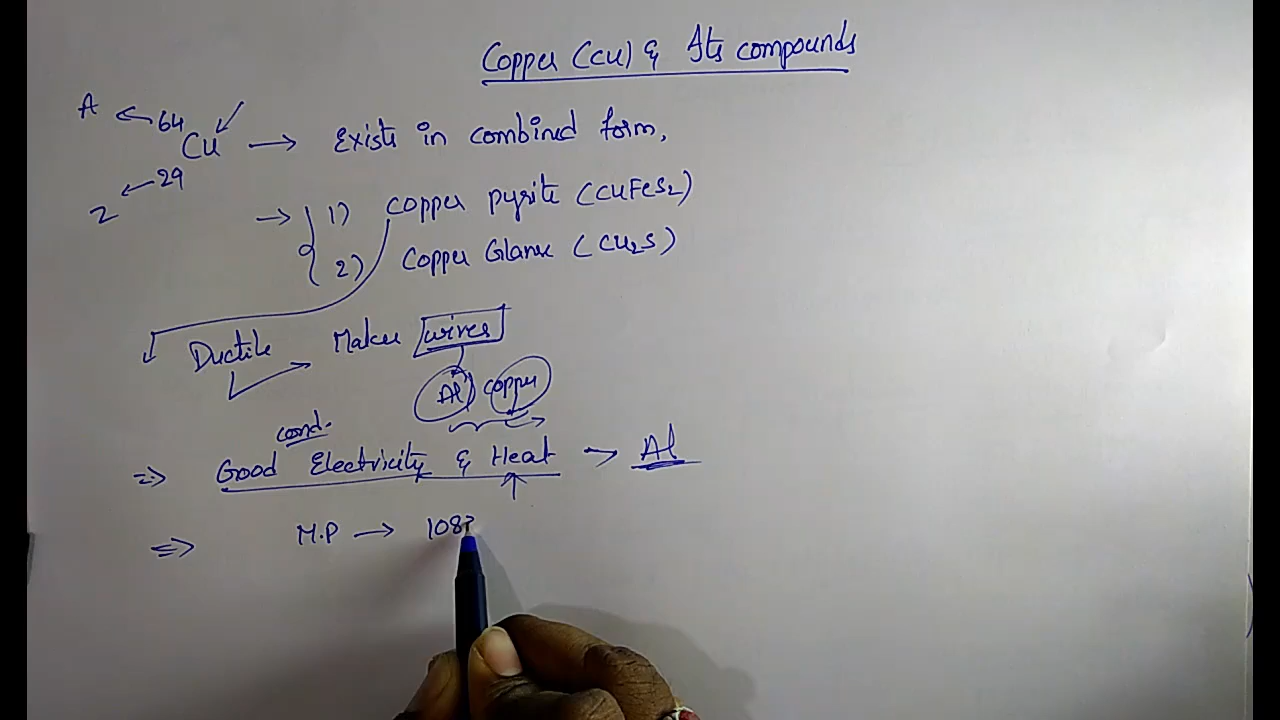 Copper (Cu) & Its compounds
A ← 64
Cu → Exists in combined form,
Z ← 29
→ { 1) Copper pyrite (CuFeS2)
2) Copper Glance (Cu2S)
Ductile → Makes wires
Al copper
cond.
⇒ Good Electricity & Heat → Al
⇒ M.P → 1083